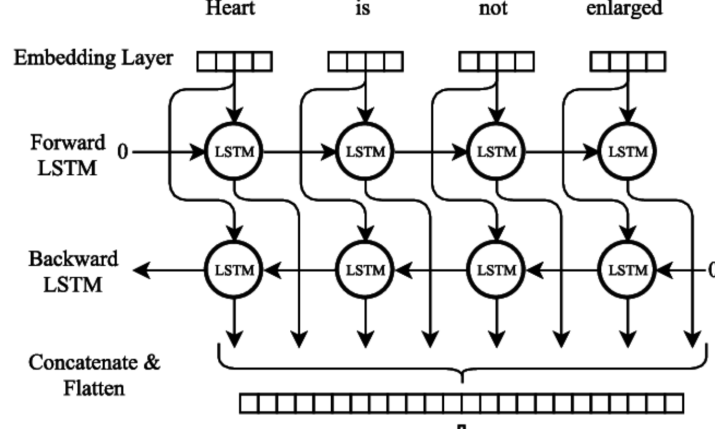 Heart is not enlarged
Embedding Layer
Forward
LSTM
0
LSTM LSTM LSTM LSTM
Backward
LSTM
LSTM LSTM LSTM LSTM
0
Concatenate &
Flatten